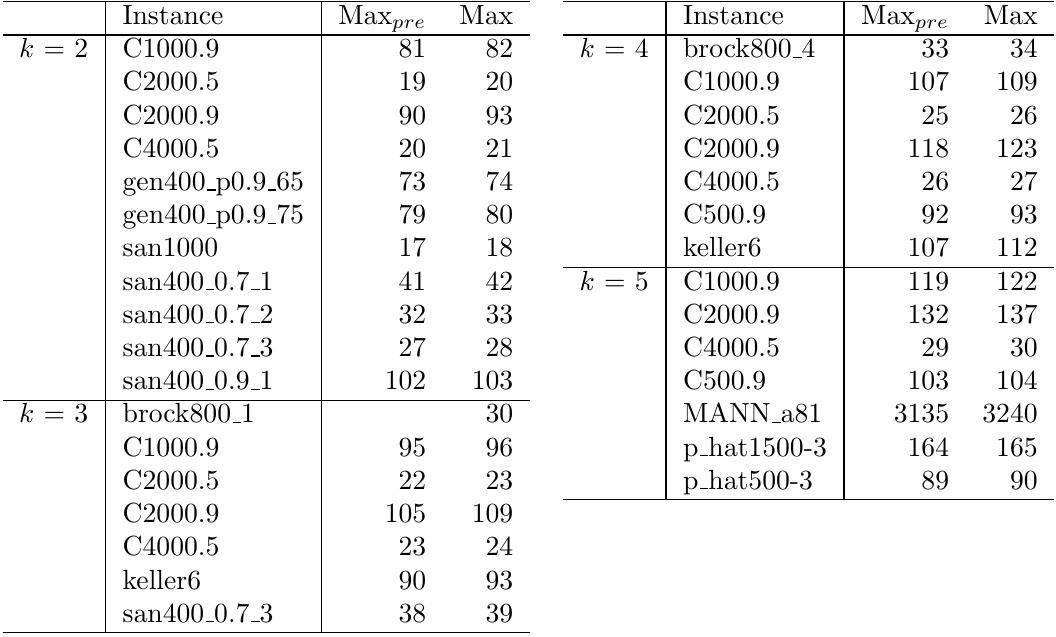 Instance Max_pre Max
k = 2 C1000.9 81 82
C2000.5 19 20
C2000.9 90 93
C4000.5 20 21
gen400_p0.9_65 73 74
gen400_p0.9_75 79 80
san1000 17 18
san400_0.7_1 41 42
san400_0.7_2 32 33
san400_0.7_3 27 28
san400_0.9_1 102 103
k = 3 brock800_1 30
C1000.9 95 96
C2000.5 22 23
C2000.9 105 109
C4000.5 23 24
keller6 90 93
san400_0.7_3 38 39
Instance Max_pre Max
k = 4 brock800_4 33 34
C1000.9 107 109
C2000.5 25 26
C2000.9 118 123
C4000.5 26 27
C500.9 92 93
keller6 107 112
k = 5 C1000.9 119 122
C2000.9 132 137
C4000.5 29 30
C500.9 103 104
MANN_a81 3135 3240
p_hat1500-3 164 165
p_hat500-3 89 90